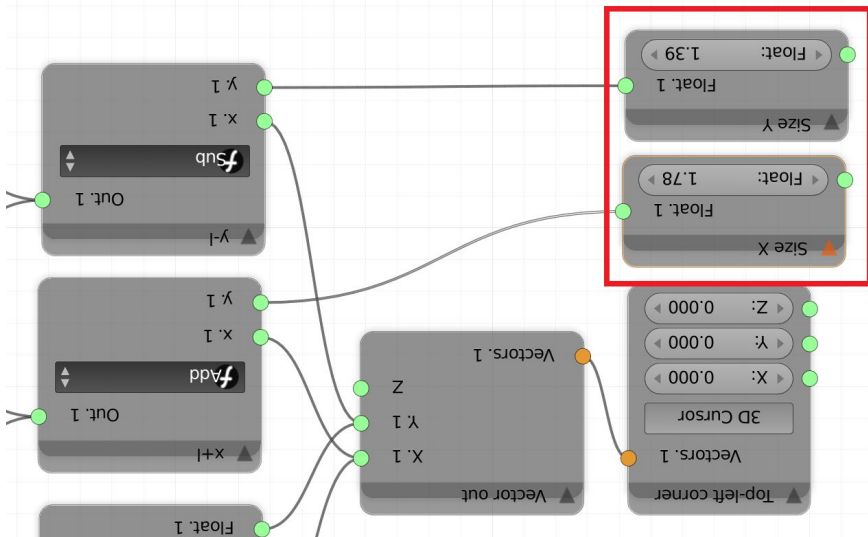 Top-left corner
Vectors. 1
3D Cursor
X: 0.000
Y: 0.000
Z: 0.000
Size X
Float. 1
Float: 1.78
Size Y
Float. 1
Float: 1.39
Vector out
X. 1
Y. 1
Z
Vectors. 1
Float. 1
x+l
Out. 1
Add
x. 1
y. 1
y-l
Out. 1
Sub
x. 1
y. 1